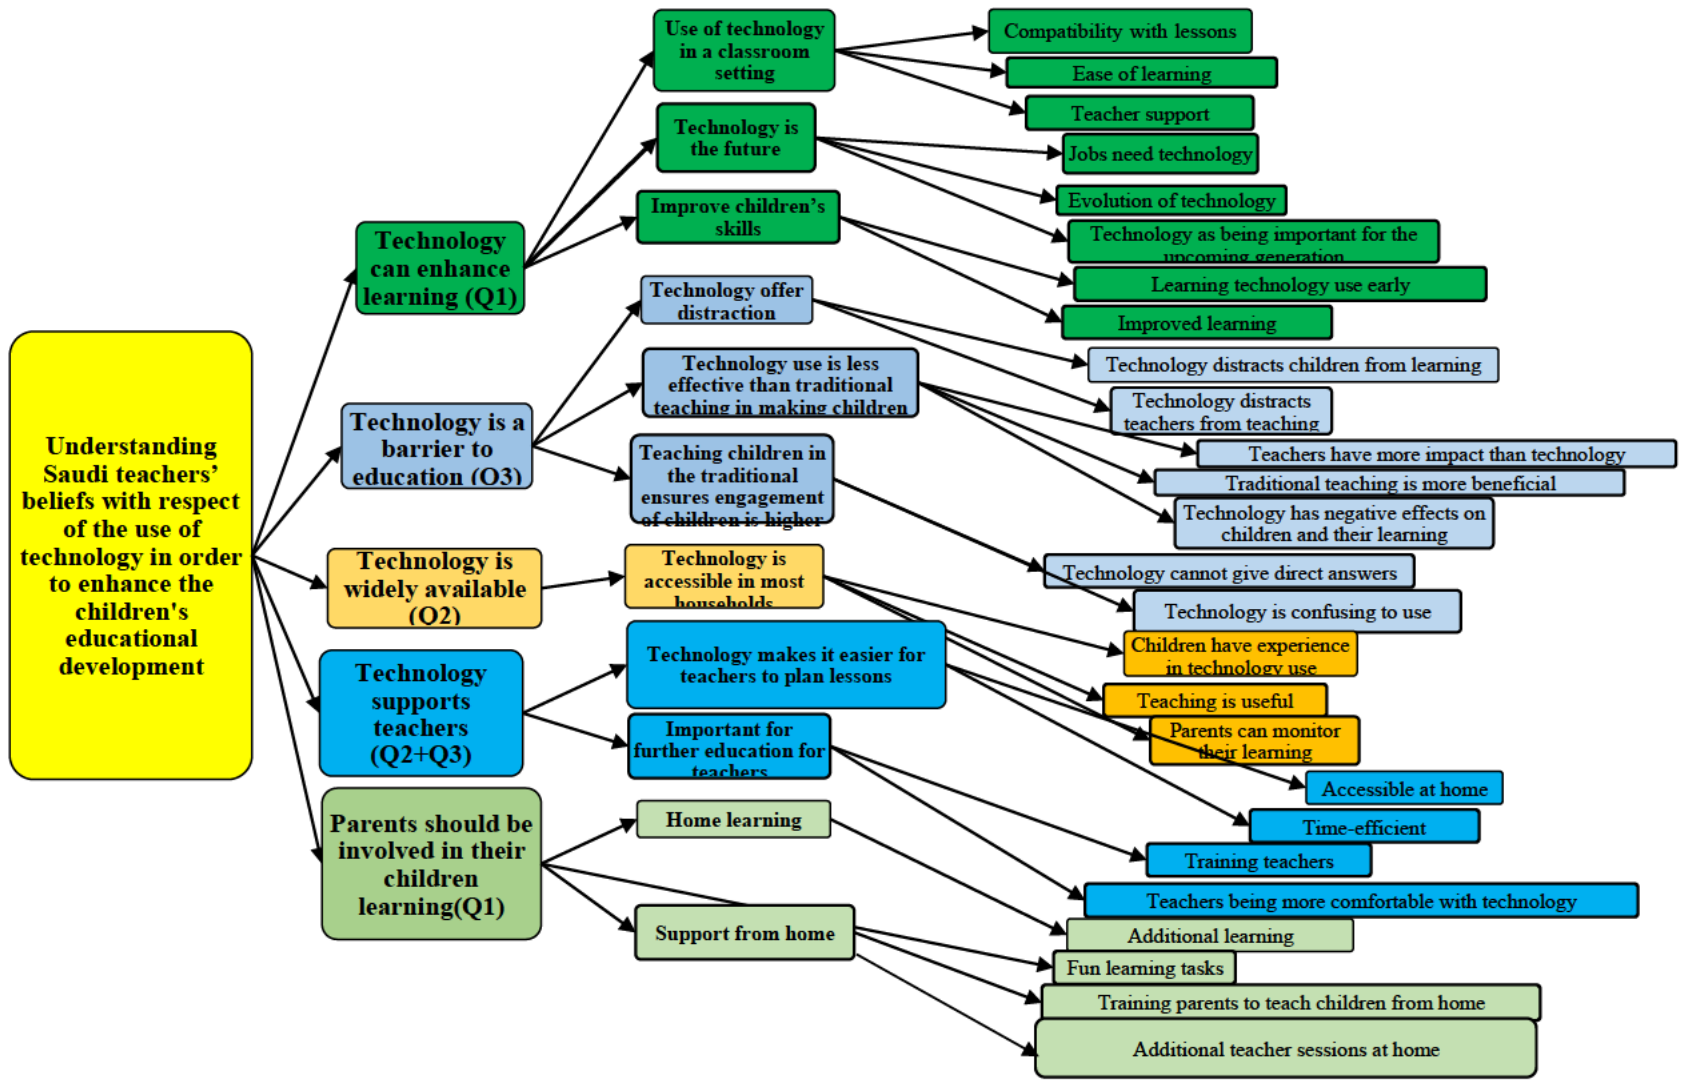 Understanding
Saudi teachers'
beliefs with respect
of the use of
technology in order
to enhance the
children's
educational
development
Technology
can enhance
learning (Q1)
Technology is a
barrier to
education (Q3)
Technology is
widely available
(Q2)
Technology
supports
teachers
(Q2+Q3)
Parents should be
involved in their
children
learning(Q1)
Use of technology
in a classroom
setting
Technology is
the future
Improve children's
skills
Technology offer
distraction
Technology use is less
effective than traditional
teaching in making children
Teaching children in
the traditional
ensures engagement
of children is higher
Technology is
accessible in most
households
Technology makes it easier for
teachers to plan lessons
Important for
further education for
teachers
Home learning
Support from home
Compatibility with lessons
Ease of learning
Teacher support
Jobs need technology
Evolution of technology
Technology as being important for the
upcoming generation
Learning technology use early
Improved learning
Technology distracts children from learning
Technology distracts
teachers from teaching
Teachers have more impact than technology
Traditional teaching is more beneficial
Technology has negative effects on
children and their learning
Technology cannot give direct answers
Technology is confusing to use
Children have experience
in technology use
Teaching is useful
Parents can monitor
their learning
Accessible at home
Time-efficient
Training teachers
Teachers being more comfortable with technology
Additional learning
Fun learning tasks
Training parents to teach children from home
Additional teacher sessions at home